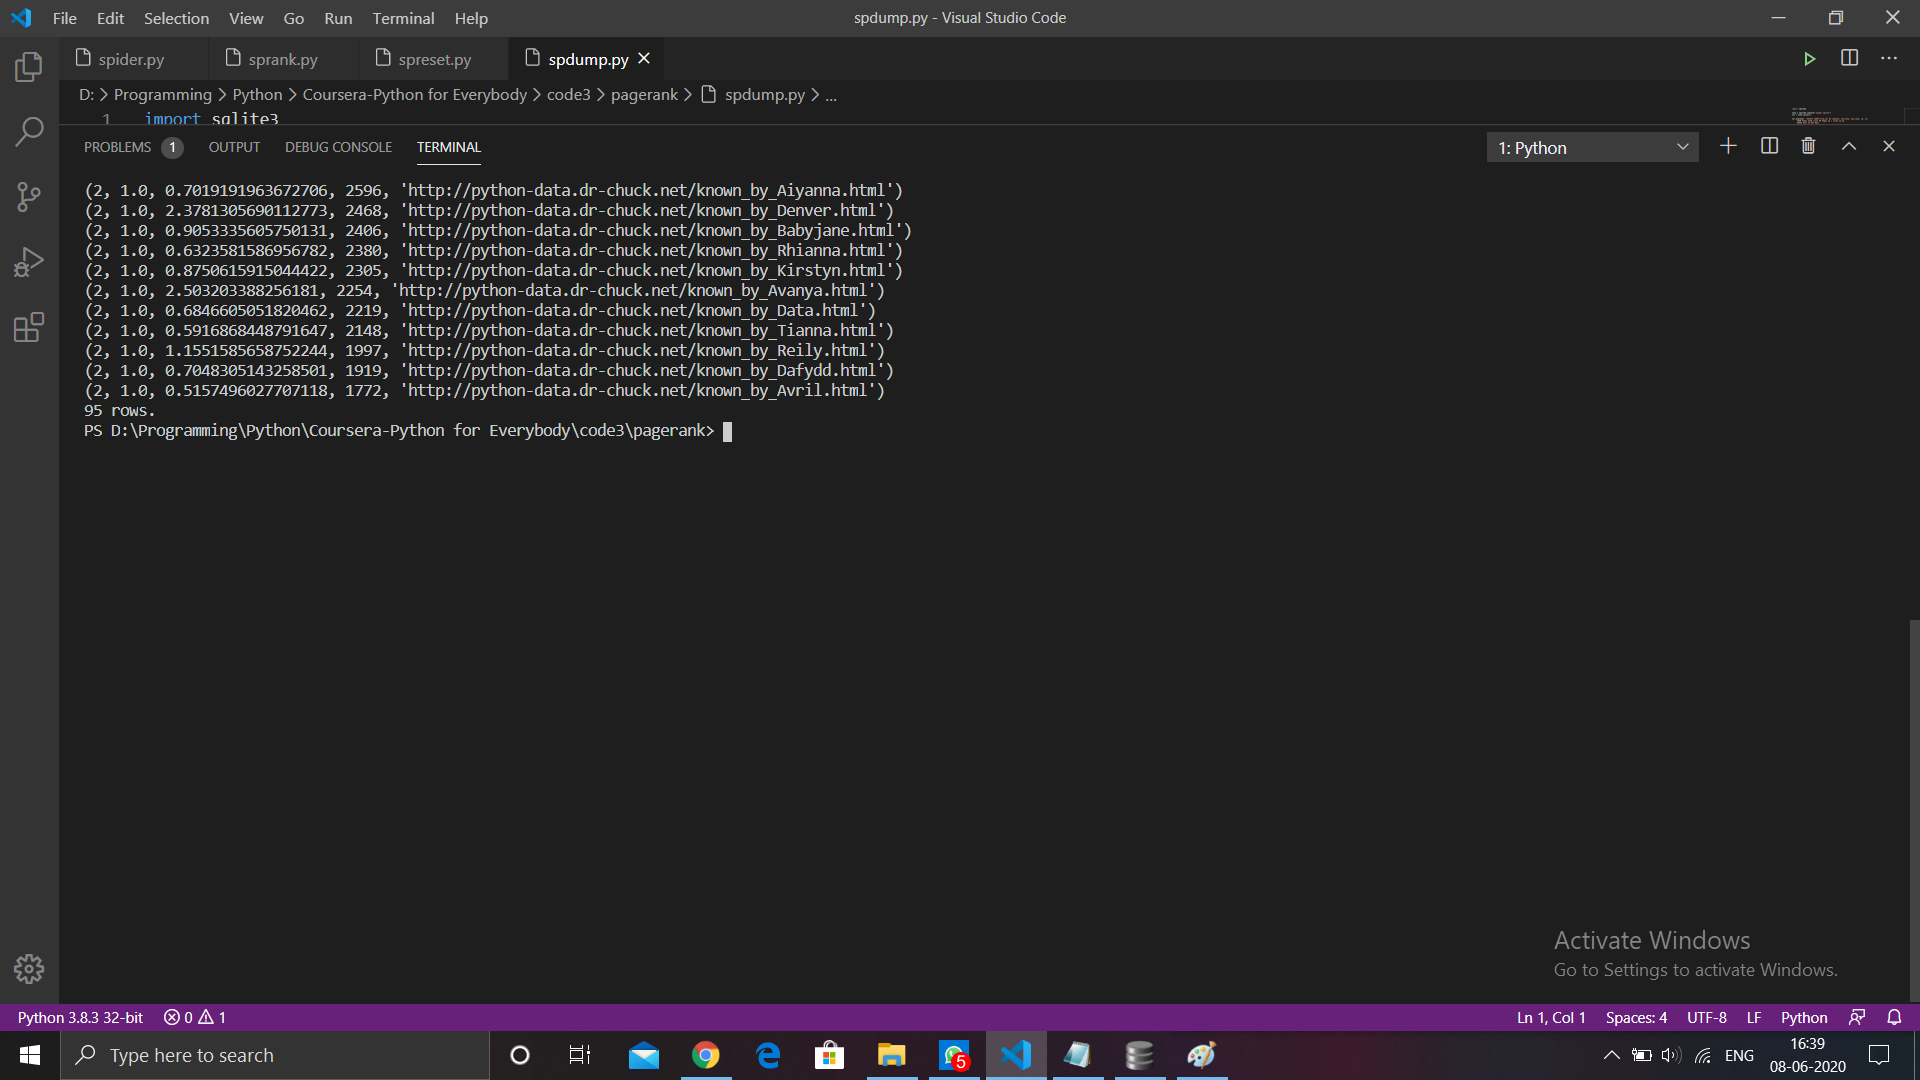 File Edit Selection View Go Run Terminal Help
spdump.py - Visual Studio Code
spider.py sprank.py spreset.py spdump.py
D: > Programming > Python > Coursera-Python for Everybody > code3 > pagerank > spdump.py > ...
1 import sqlite3
PROBLEMS 1 OUTPUT DEBUG CONSOLE TERMINAL
1: Python
(2, 1.0, 0.7019191963672706, 2596, 'http://python-data.dr-chuck.net/known_by_Aiyanna.html')
(2, 1.0, 2.3781305690112773, 2468, 'http://python-data.dr-chuck.net/known_by_Denver.html')
(2, 1.0, 0.9053335605750131, 2406, 'http://python-data.dr-chuck.net/known_by_Babyjane.html')
(2, 1.0, 0.6323581586956782, 2380, 'http://python-data.dr-chuck.net/known_by_Rhianna.html')
(2, 1.0, 0.8750615915044422, 2305, 'http://python-data.dr-chuck.net/known_by_Kirstyn.html')
(2, 1.0, 2.503203388256181, 2254, 'http://python-data.dr-chuck.net/known_by_Avanya.html')
(2, 1.0, 0.6846605051820462, 2219, 'http://python-data.dr-chuck.net/known_by_Data.html')
(2, 1.0, 0.5916868448791647, 2148, 'http://python-data.dr-chuck.net/known_by_Tianna.html')
(2, 1.0, 1.1551585658752244, 1997, 'http://python-data.dr-chuck.net/known_by_Reily.html')
(2, 1.0, 0.7048305143258501, 1919, 'http://python-data.dr-chuck.net/known_by_Dafydd.html')
(2, 1.0, 0.5157496027707118, 1772, 'http://python-data.dr-chuck.net/known_by_Avril.html')
95 rows.
PS D:\Programming\Python\Coursera-Python for Everybody\code3\pagerank>
Activate Windows
Go to Settings to activate Windows.
Python 3.8.3 32-bit 0 1
Ln 1, Col 1 Spaces: 4 UTF-8 LF Python
Type here to search
5
ENG
16:39
08-06-2020